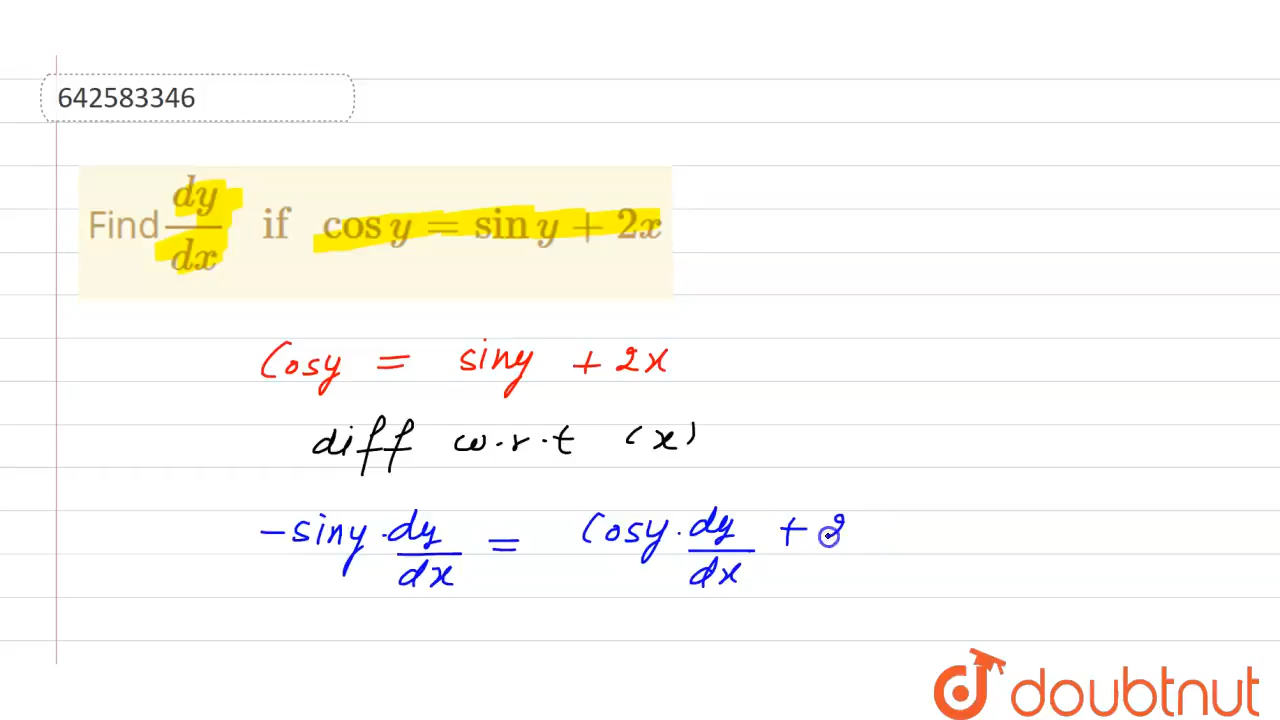 642583346
Find dy/dx if cos y = sin y + 2x
Cosy = siny + 2x
diff w.r.t (x)
-siny.dy/dx = Cosy.dy/dx + 2
doubtnut